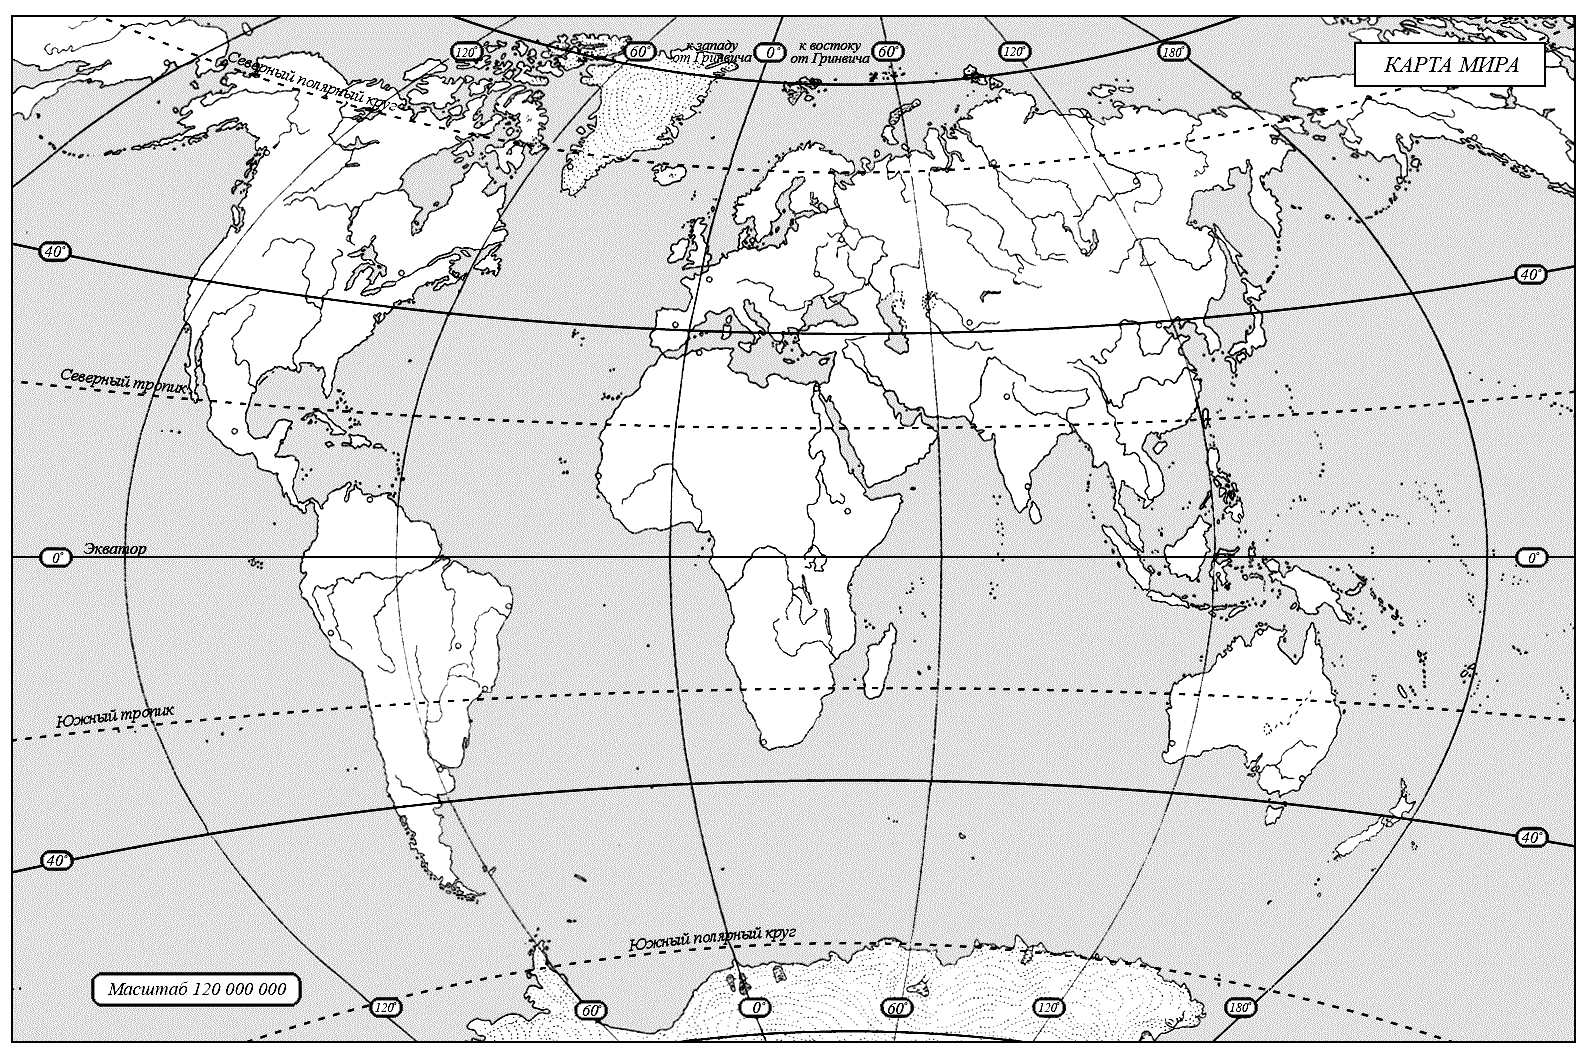 120°
60°
к западу
от Гринвича
0°
к востоку
от Гринвича
60°
120°
180°
КАРТА МИРА
Северный полярный круг
40°
40°
Северный тропик
Экватор
0°
0°
Южный тропик
40°
40°
Южный полярный круг
Масштаб 120 000 000
120°
60°
0°
60°
120°
180°